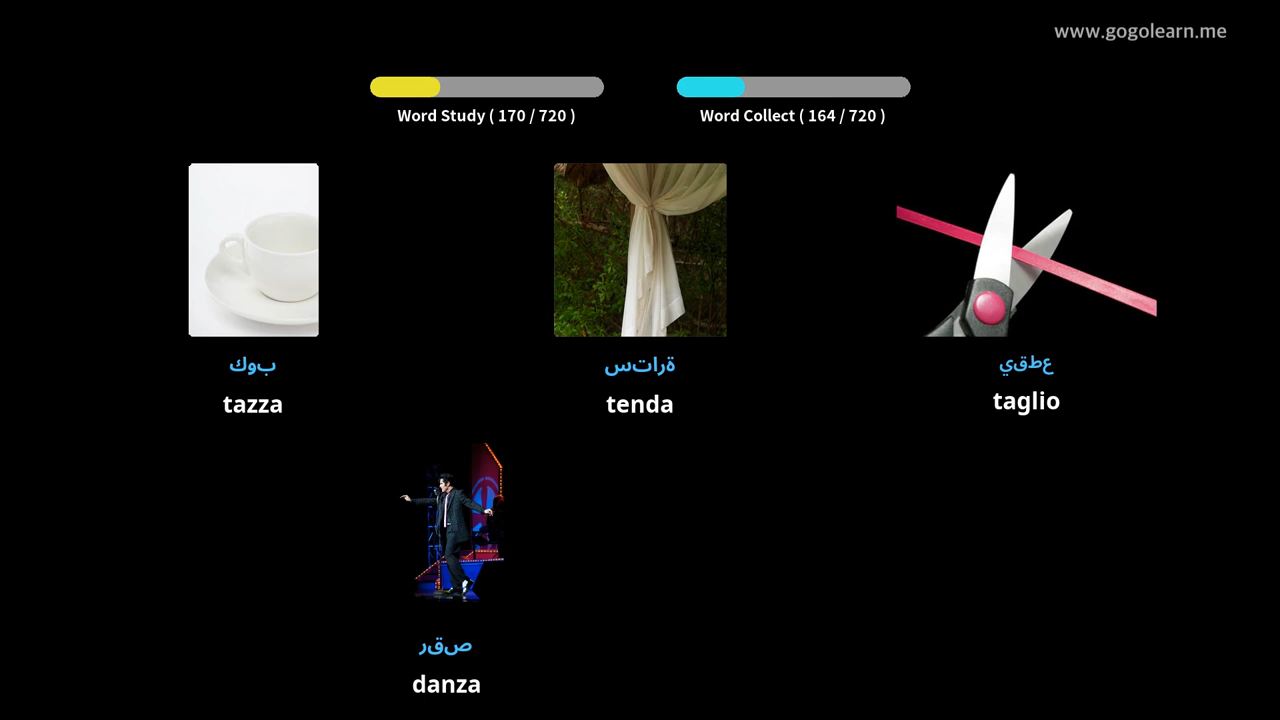 www.gogolearn.me
Word Study ( 170 / 720 )
Word Collect ( 164 / 720 )
بوك
tazza
ةراتس
tenda
عطقي
taglio
صقر
danza